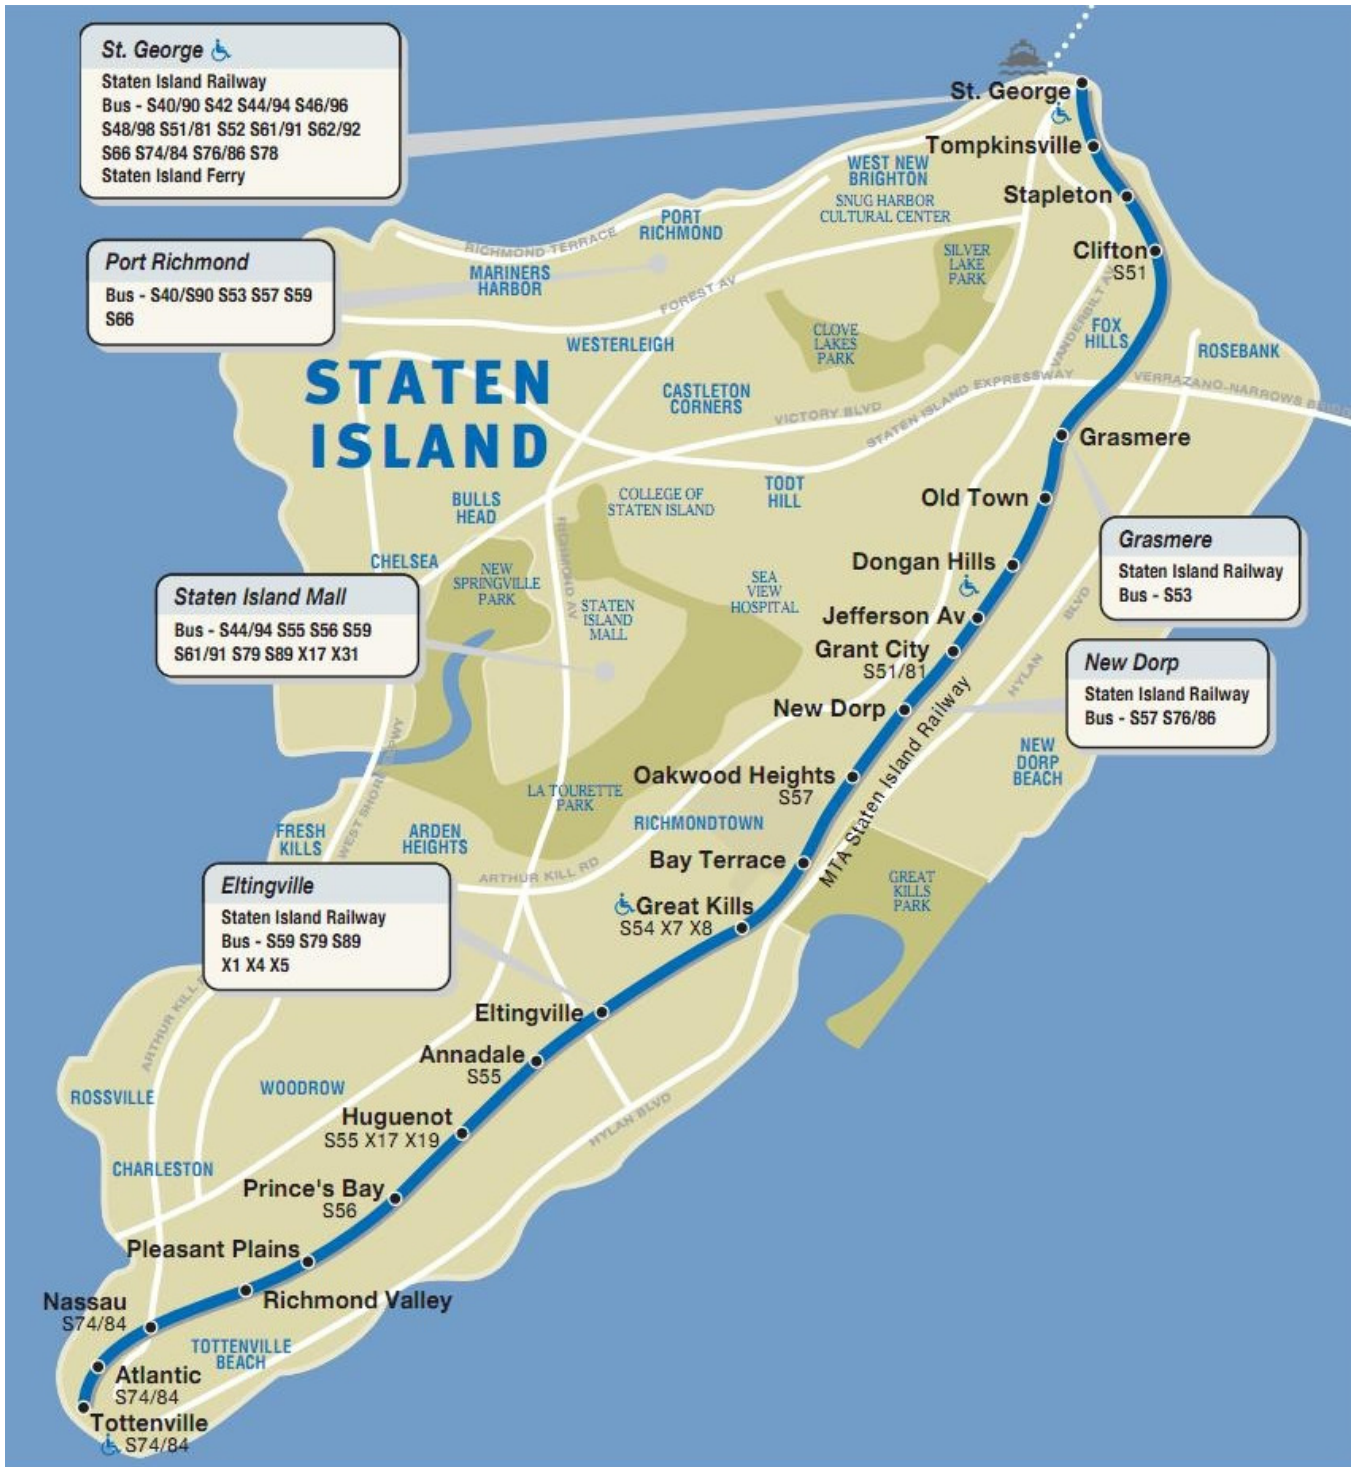 St. George
Staten Island Railway
Bus - S40/90 S42 S44/94 S46/96
S48/98 S51/81 S52 S61/91 S62/92
S66 S74/84 S76/86 S78
Staten Island Ferry
St. George
Tompkinsville
WEST NEW
BRIGHTON
SNUG HARBOR
CULTURAL CENTER
Stapleton
PORT
RICHMOND
RICHMOND TERRACE
Port Richmond
Bus - S40/S90 S53 S57 S59
S66
MARINERS
HARBOR
SILVER
LAKE
PARK
Clifton
S51
FOREST AV
VANDERBILT AV
FOX
HILLS
ROSEBANK
WESTERLEIGH
CLOVE
LAKES
PARK
STATEN
ISLAND
CASTLETON
CORNERS
VICTORY BLVD
STATEN ISLAND EXPRESSWAY
VERRAZANO-NARROWS BRIDG
Grasmere
BULLS
HEAD
COLLEGE OF
STATEN ISLAND
TODT
HILL
Old Town
RICHMOND AV
CHELSEA
NEW
SPRINGVILLE
PARK
Dongan Hills
Grasmere
Staten Island Railway
Bus - S53
SEA
VIEW
HOSPITAL
Staten Island Mall
Bus - S44/94 S55 S56 S59
S61/91 S79 S89 X17 X31
STATEN
ISLAND
MALL
Jefferson Av
Grant City
S51/81
HYLAN BLVD
New Dorp
Staten Island Railway
Bus - S57 S76/86
New Dorp
MTA Staten Island Railway
WEST SHORE
PWY
NEW
DORP
BEACH
Oakwood Heights
S57
LA TOURETTE
PARK
RICHMONDTOWN
FRESH
KILLS
ARDEN
HEIGHTS
Bay Terrace
ARTHUR KILL RD
GREAT
KILLS
PARK
Eltingville
Staten Island Railway
Bus - S59 S79 S89
X1 X4 X5
Great Kills
S54 X7 X8
ARTHUR KILL
Eltingville
Annadale
S55
ROSSVILLE
WOODROW
Huguenot
S55 X17 X19
HYLAN BLVD
CHARLESTON
Prince's Bay
S56
Pleasant Plains
Nassau
S74/84
Richmond Valley
TOTTENVILLE
BEACH
Atlantic
S74/84
Tottenville
S74/84